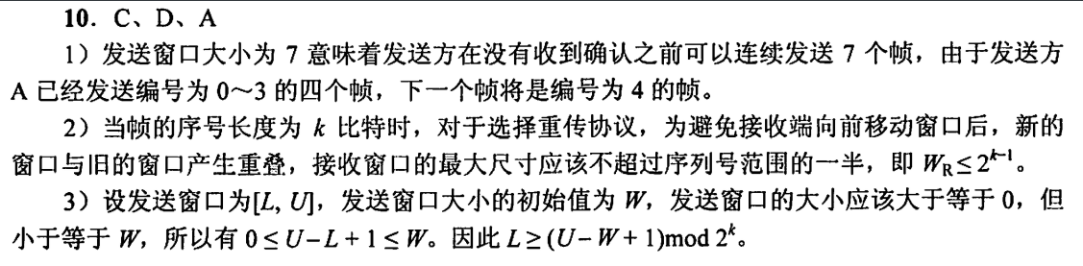 10．C、D、A
1）发送窗口大小为 7 意味着发送方在没有收到确认之前可以连续发送 7 个帧，由于发送方
A 已经发送编号为 0～3 的四个帧，下一个帧将是编号为 4 的帧。
2）当帧的序号长度为 k 比特时，对于选择重传协议，为避免接收端向前移动窗口后，新的
窗口与旧的窗口产生重叠，接收窗口的最大尺寸应该不超过序列号范围的一半，即 W_R≤2^{k-1}。
3）设发送窗口为[L, U]，发送窗口大小的初始值为 W，发送窗口的大小应该大于等于 0，但
小于等于 W，所以有 0≤U-L+1≤W。因此 L≥(U-W+1)mod 2^k。